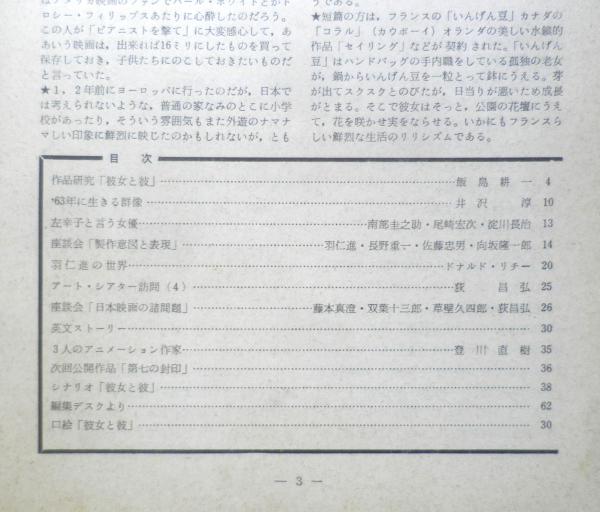 ロシー・フィリップスあたりに心酔したのだろう。
この人が「ピアニストを撃て」に大変感心して、あ
あいう映画は、出来れば16ミリにしたものを買って
保存しておき、子供たちにのこしておきたいものだ
と言っていた。
★1、2年前にヨーロッパに行ったのだが、日本で
は考えられないような、普通の家なみのとこに小学
校があったり、そういう雰囲気もまた外遊のナマナ
マしい印象に鮮烈に映じたのかもしれないが、とも
うである。
★短篇の方は、フランスの「いんげん豆」カナダの
「コラル」(カウボーイ)オランダの美しい水鏡的
作品「セイリング」などが契約された。「いんげん
豆」はハンドバッグの手内職をしている孤独の老女
が、鍋からいんげん豆を一粒とって鉢にうえる。芽
が出てスクスクとのびたが、日当りが悪いため成長
がとまる。そこで彼女はそっと、公園の花壇にうえ
て、花を咲かせ実をならせる。いかにもフランスら
しい鮮烈な生活のリリシズムである。
目 次
作品研究「彼女と彼」 飯島耕一 4
'63年に生きる群像 井沢淳 10
左幸子と言う女優 南部圭之助・尾崎宏次・淀川長治 13
座談会「製作意図と表現」 羽仁進・長野重一・佐藤忠男・向坂隆一郎 14
羽仁進の世界 ドナルド・リチー 20
アート・シアター訪問(4) 荻昌弘 25
座談会「日本映画の諸問題」 藤本真澄・双葉十三郎・草壁久四郎・荻昌弘 26
英文ストーリー 30
3人のアニメーション作家 登川直樹 35
次回公開作品「第七の封印」 36
シナリオ「彼女と彼」 38
編集デスクより 62
口絵「彼女と彼」 30
— 3 —